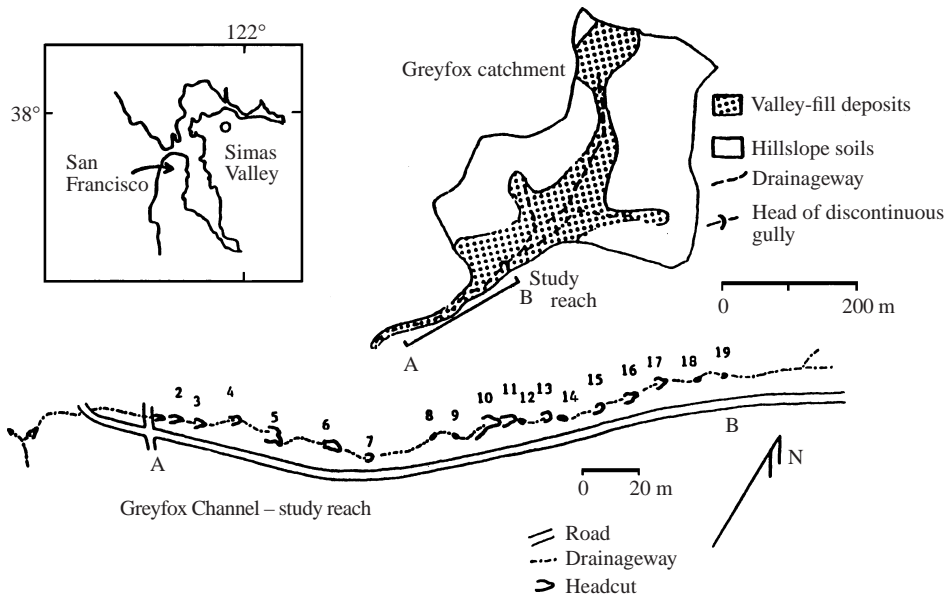 122°
38°
San
Francisco
Simas
Valley
Greyfox catchment
Valley-fill deposits
Hillslope soils
Drainageway
Head of discontinuous
gully
Study
reach
B
A
0 200 m
2 3 4 5 6 7 8 9 10 11 12 13 14 15 16 17 18 19
A
B
N
0 20 m
Greyfox Channel – study reach
Road
Drainageway
Headcut